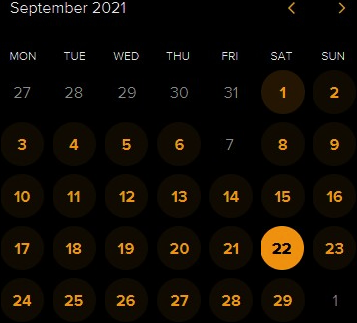 September 2021
MON TUE WED THU FRI SAT SUN
27 28 29 30 31 1 2
3 4 5 6 7 8 9
10 11 12 13 14 15 16
17 18 19 20 21 22 23
24 25 26 27 28 29 1